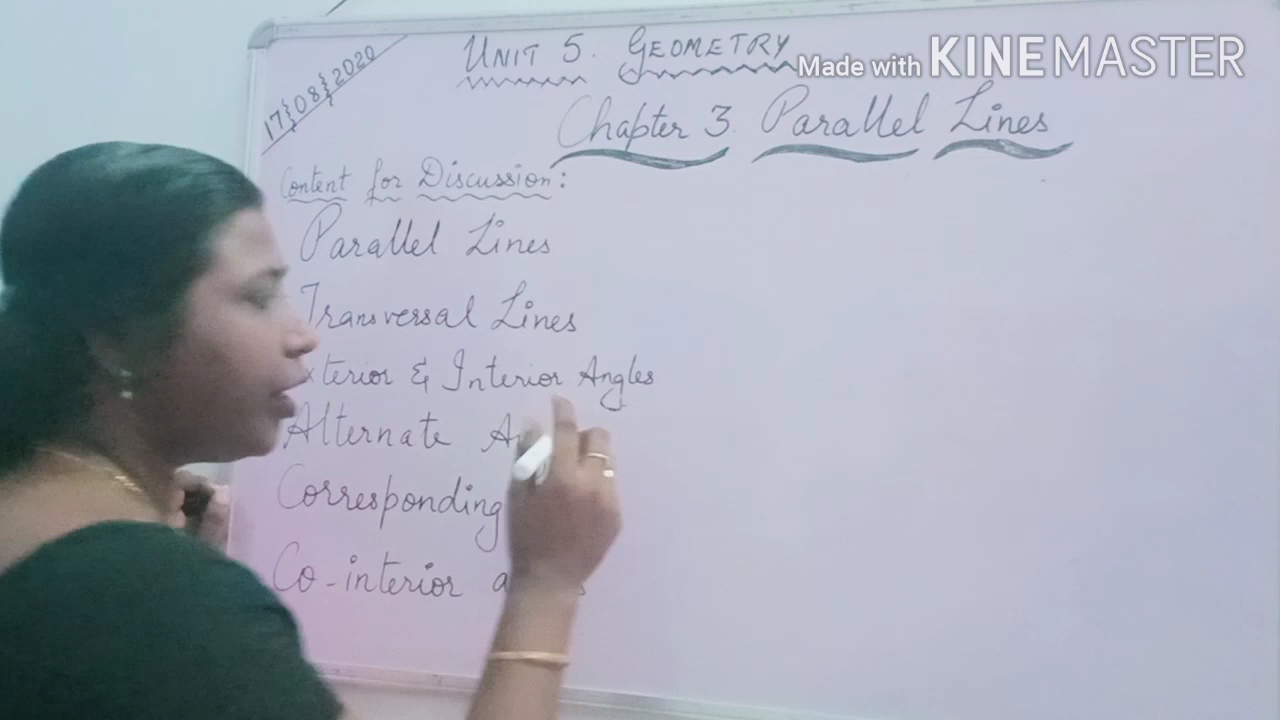 17/08/2020
UNIT 5. GEOMETRY
Made with KINEMASTER
Chapter 3. Parallel Lines
Content for Discussion:
Parallel Lines
Transversal Lines
xterior & Interior Angles
Alternate
Corresponding
Co-interior